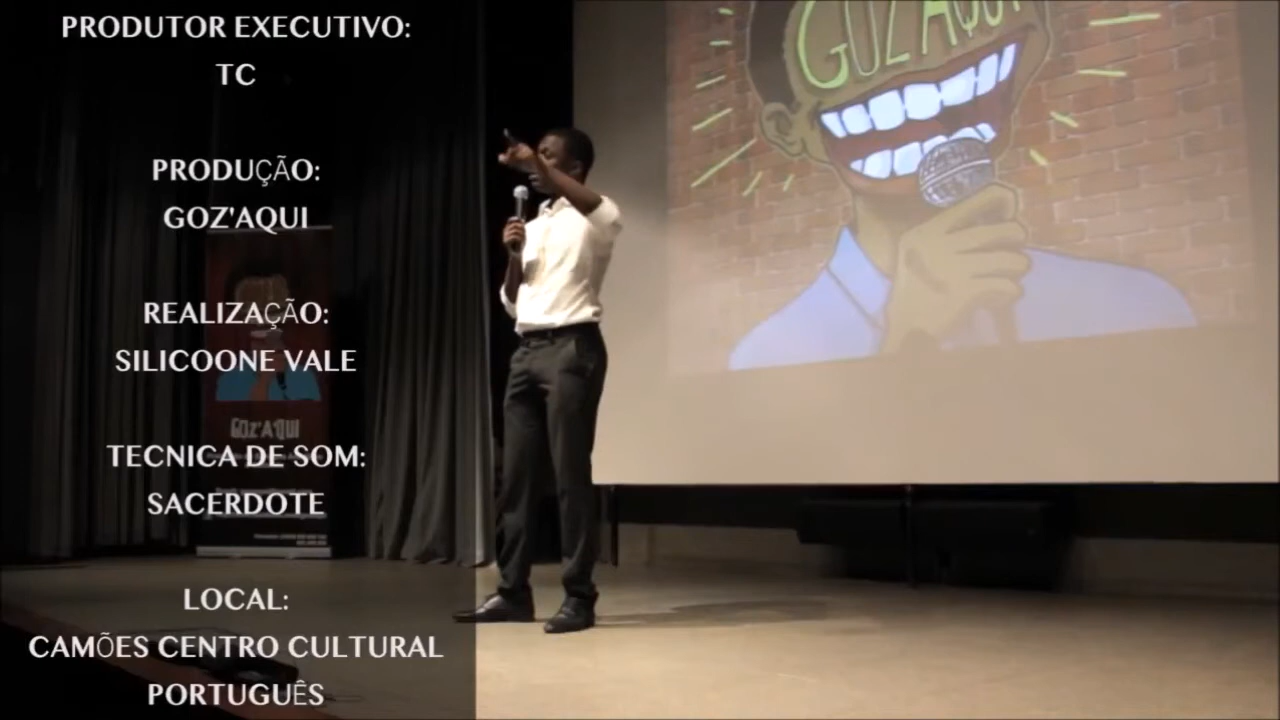 PRODUTOR EXECUTIVO:
TC
PRODUÇÃO:
GOZ'AQUI
REALIZAÇÃO:
SILICOONE VALE
TECNICA DE SOM:
SACERDOTE
LOCAL:
CAMÕES CENTRO CULTURAL
PORTUGUÊS
GOZ'AQUI
GOZ'AQUI